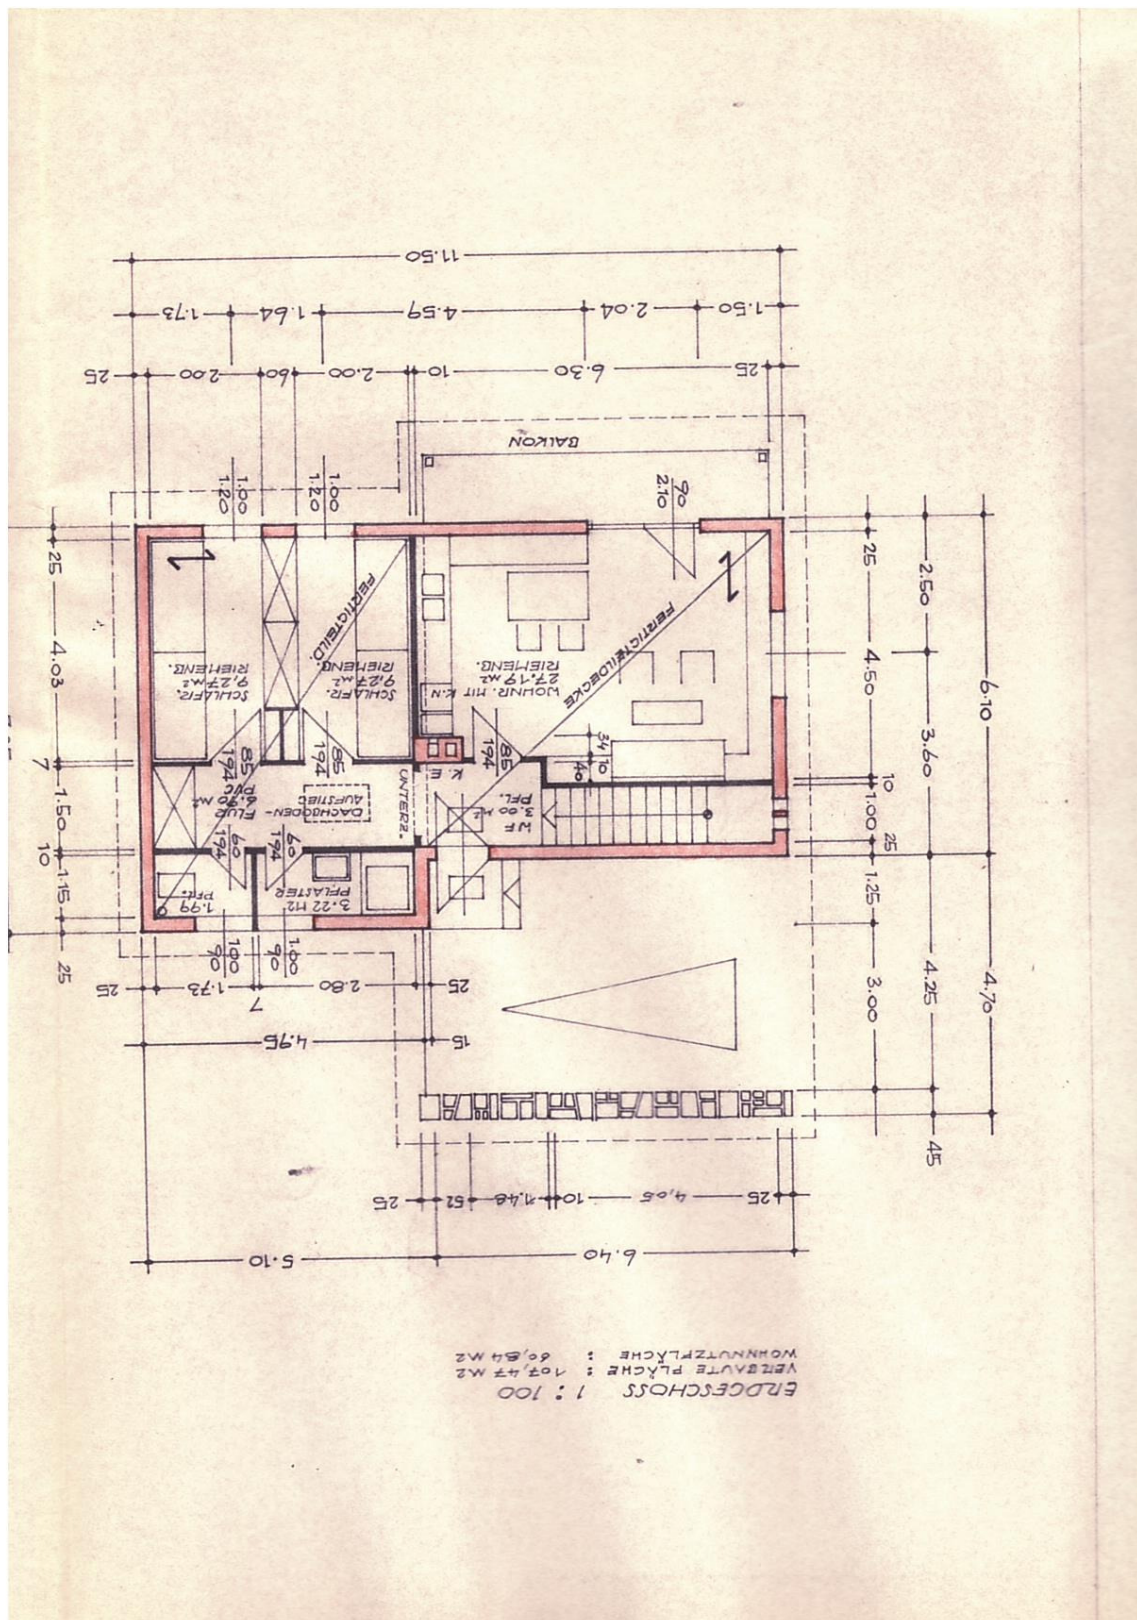 ERDGESCHOSS 1 : 100
VERBAUTE FLÄCHE : 107,47 M2
WOHNNUTZFLÄCHE : 60,84 M2
6.40 5.10
25 4,05 10 1.48 52 25
15 4.95
25 2.80 7 1.73 25
45
4.70 4.25 3.00 1.25
25 1.00 10 4.50 25
3.60 2.50
6.10
1.00
90
1.00
90
3.22 M2
PFLASTER
1.99
PFL.
60
194
60
194
WF
3.00 M²
PFL.
UNTERZ.
DACHBODEN-
AUFSTIEG
FLUR
6,90 M²
PVC
K. E.
85
194
85
194
85
194
40 10 34
WOHNR. MIT K.N.
27.19 M²
RIEMENB.
FERTIGTEILDECKE
SCHLAFR.
9,27 M²
RIEMENB.
FERTIGTEILD.
SCHLAFR.
9,27 M²
RIEMENB.
25 1.15 10 1.50 7 4.03 25
90
2.10
1.00
1.20
1.00
1.20
BALKON
25 6.30 10 2.00 60 2.00 25
1.50 2.04 4.59 1.64 1.73
11.50